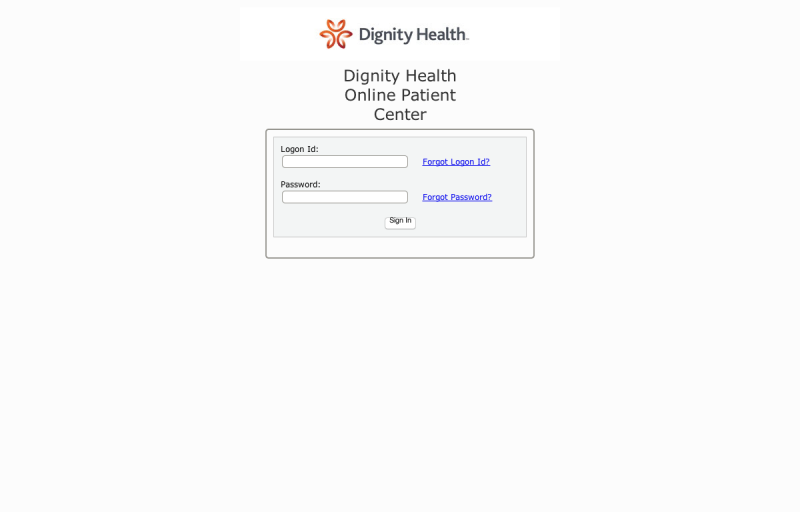 Dignity Health
Dignity Health
Online Patient
Center
Logon Id:
Forgot Logon Id?
Password:
Forgot Password?
Sign In